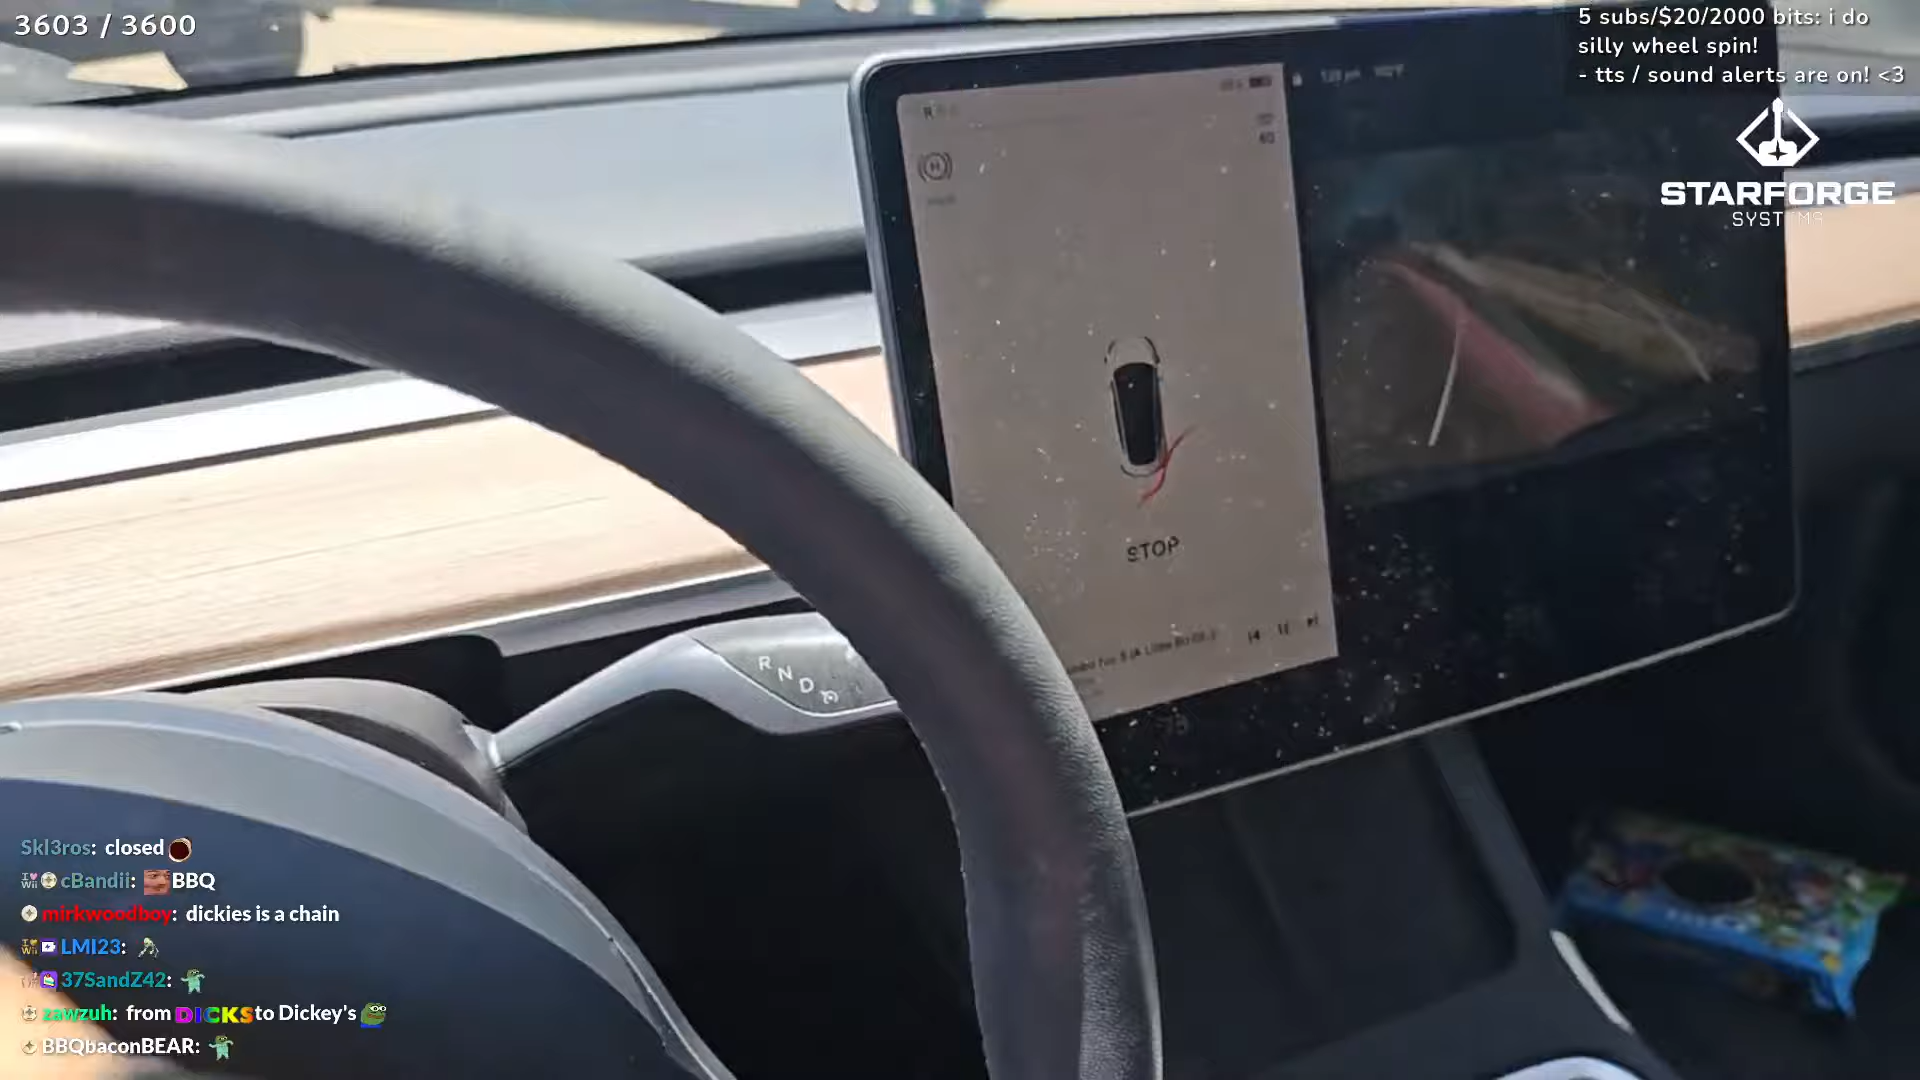 3603 / 3600
5 subs/$20/2000 bits: i do
silly wheel spin!
- tts / sound alerts are on! <3
STARFORGE
SYSTEMS
R
STOP
R
N
D
Skl3ros: closed
cBandii: BBQ
mirkwoodboy: dickies is a chain
LMI23:
37SandZ42:
zawzuh: from DICKS to Dickey's
BBQbaconBEAR: